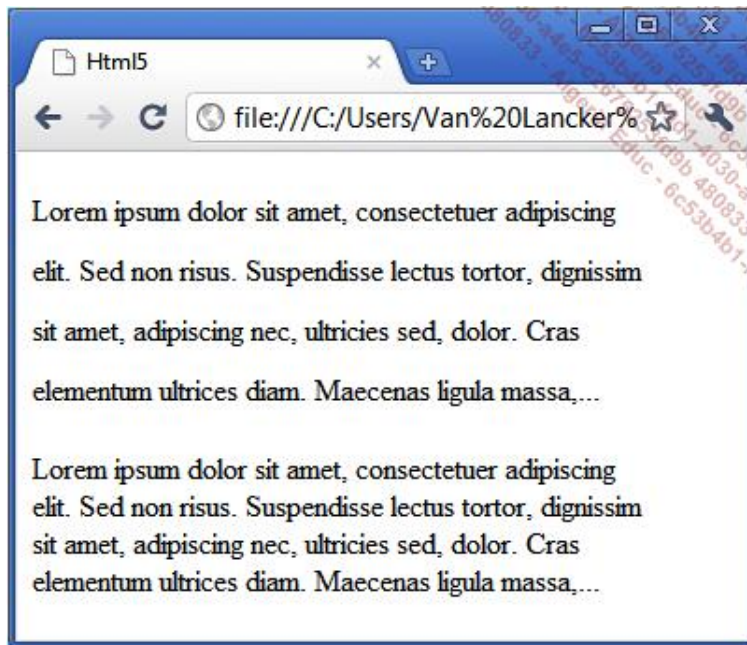 Html5
file:///C:/Users/Van%20Lancker%
Lorem ipsum dolor sit amet, consectetuer adipiscing
elit. Sed non risus. Suspendisse lectus tortor, dignissim
sit amet, adipiscing nec, ultricies sed, dolor. Cras
elementum ultrices diam. Maecenas ligula massa,...
Lorem ipsum dolor sit amet, consectetuer adipiscing
elit. Sed non risus. Suspendisse lectus tortor, dignissim
sit amet, adipiscing nec, ultricies sed, dolor. Cras
elementum ultrices diam. Maecenas ligula massa,...